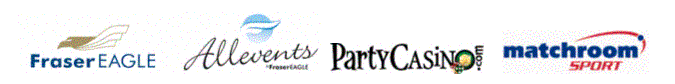 FraserEAGLE
Allevents
by FraserEAGLE
PARTYCASINO.com
matchroom
SPORT